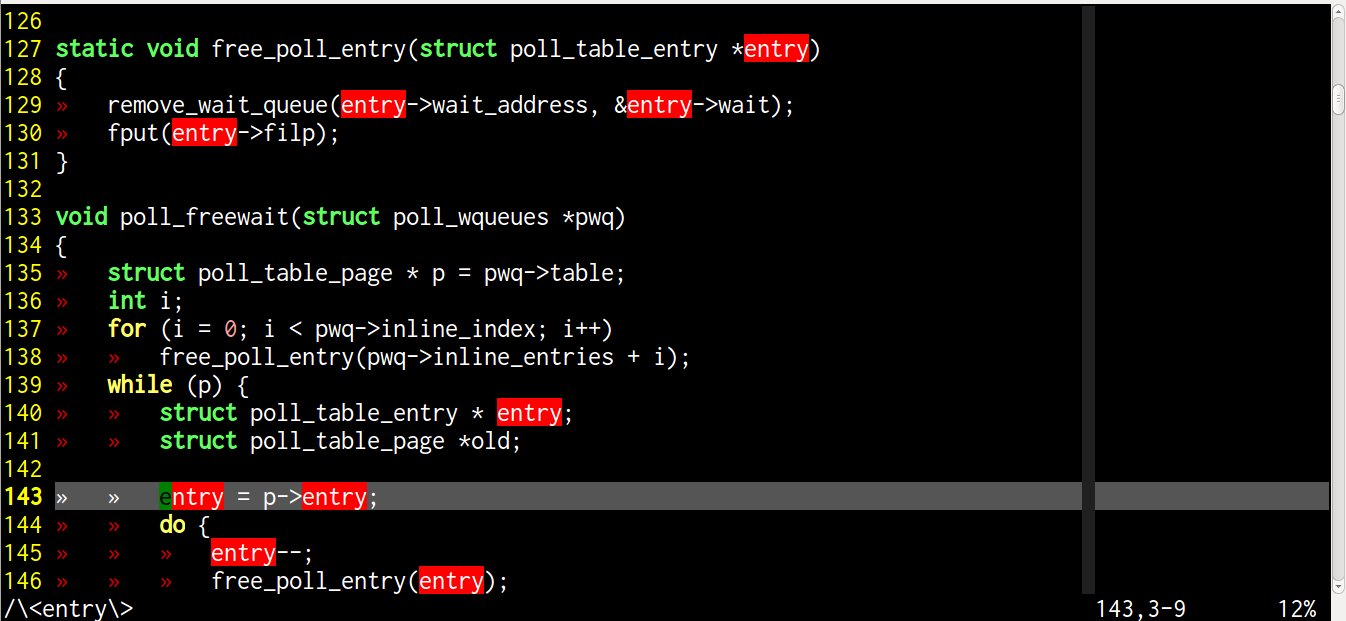 126
127 static void free_poll_entry(struct poll_table_entry *entry)
128 {
129 »   remove_wait_queue(entry->wait_address, &entry->wait);
130 »   fput(entry->filp);
131 }
132
133 void poll_freewait(struct poll_wqueues *pwq)
134 {
135 »   struct poll_table_page * p = pwq->table;
136 »   int i;
137 »   for (i = 0; i < pwq->inline_index; i++)
138 »   »   free_poll_entry(pwq->inline_entries + i);
139 »   while (p) {
140 »   »   struct poll_table_entry * entry;
141 »   »   struct poll_table_page *old;
142
143 »   »   entry = p->entry;
144 »   »   do {
145 »   »   »   entry--;
146 »   »   »   free_poll_entry(entry);
/\<entry\> 143,3-9 12%